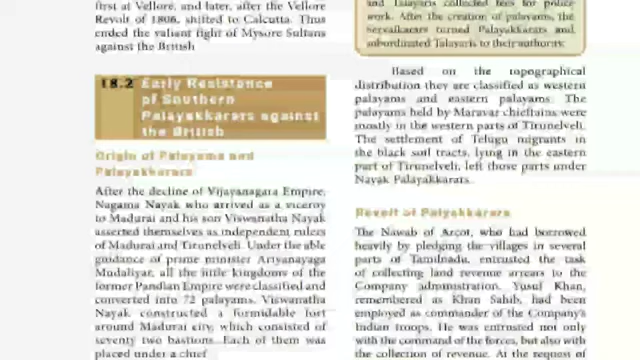 first at Vellore, and later, after the Vellore
Revolt of 1806, shifted to Calcutta. Thus
ended the valiant fight of Mysore Sultans
against the British
18.2 Early Resistance
of Southern
Palayakkarars against
the British
Origin of Palayams and
Palayakkarars
After the decline of Vijayanagara Empire,
Nagama Nayak who arrived as a viceroy
to Madurai and his son Viswanatha Nayak
asserted themselves as independent rulers
of Madurai and Tirunelveli. Under the able
guidance of prime minister Ariyanayaga
Mudaliyar, all the little kingdoms of the
former Pandian Empire were classified and
converted into 72 palayams. Viswanatha
Nayak constructed a formidable fort
around Madurai city, which consisted of
seventy two bastions. Each of them was
placed under a chief
and Talayaris collected fees for police
work. After the creation of palayams, the
Servaikarars turned Palayakkarars and
subordinated Talayaris to their authority.
Based on the topographical
distribution they are classified as western
palayams and eastern palayams. The
palayams held by Maravar chieftains were
mostly in the western parts of Tirunelveli.
The settlement of Telugu migrants in
the black soil tracts, lying in the eastern
part of Tirunelveli, left those parts under
Nayak Palayakkarars.
Revolt of Palyakkarars
The Nawab of Arcot, who had borrowed
heavily by pledging the villages in several
parts of Tamilnadu, entrusted the task
of collecting land revenue arrears to the
Company administration. Yusuf Khan,
remembered as Khan Sahib, had been
employed as commander of the Company's
Indian troops. He was entrusted not only
with the command of the forces, but also with
the collection of revenue. At the request of